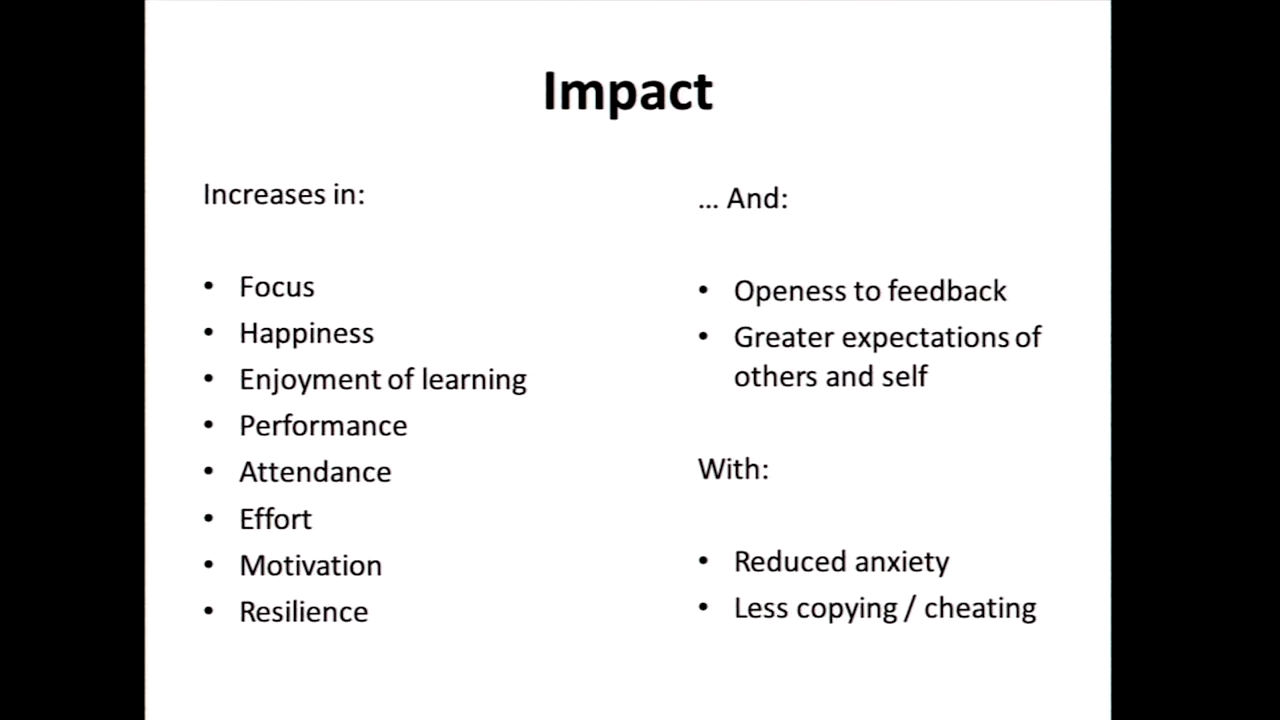 Impact
Increases in:
• Focus
• Happiness
• Enjoyment of learning
• Performance
• Attendance
• Effort
• Motivation
• Resilience
... And:
• Openess to feedback
• Greater expectations of
others and self
With:
• Reduced anxiety
• Less copying / cheating